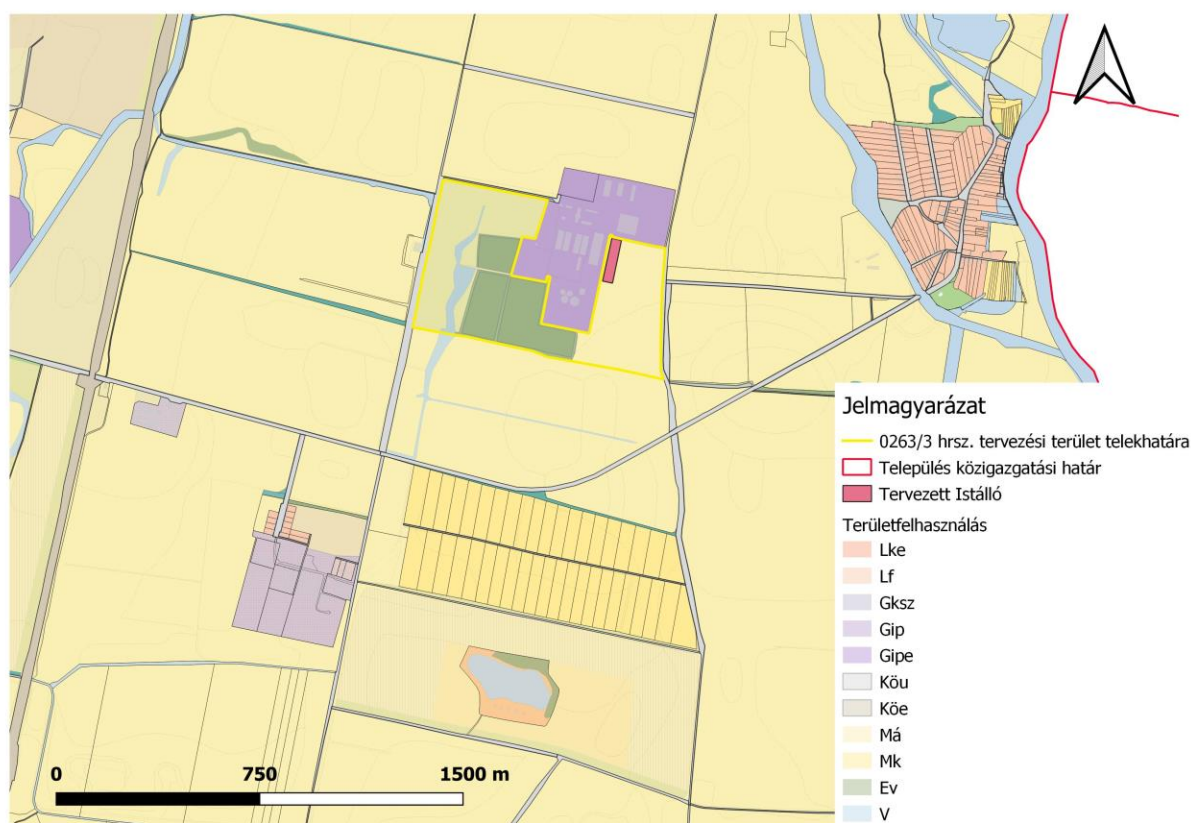 Jelmagyarázat
0263/3 hrsz. tervezési terület telekhatára
Település közigazgatási határ
Tervezett Istálló
Területfelhasználás
Lke
Lf
Gksz
Gip
Gipe
Köu
Köe
Má
Mk
Ev
V
0 750 1500 m